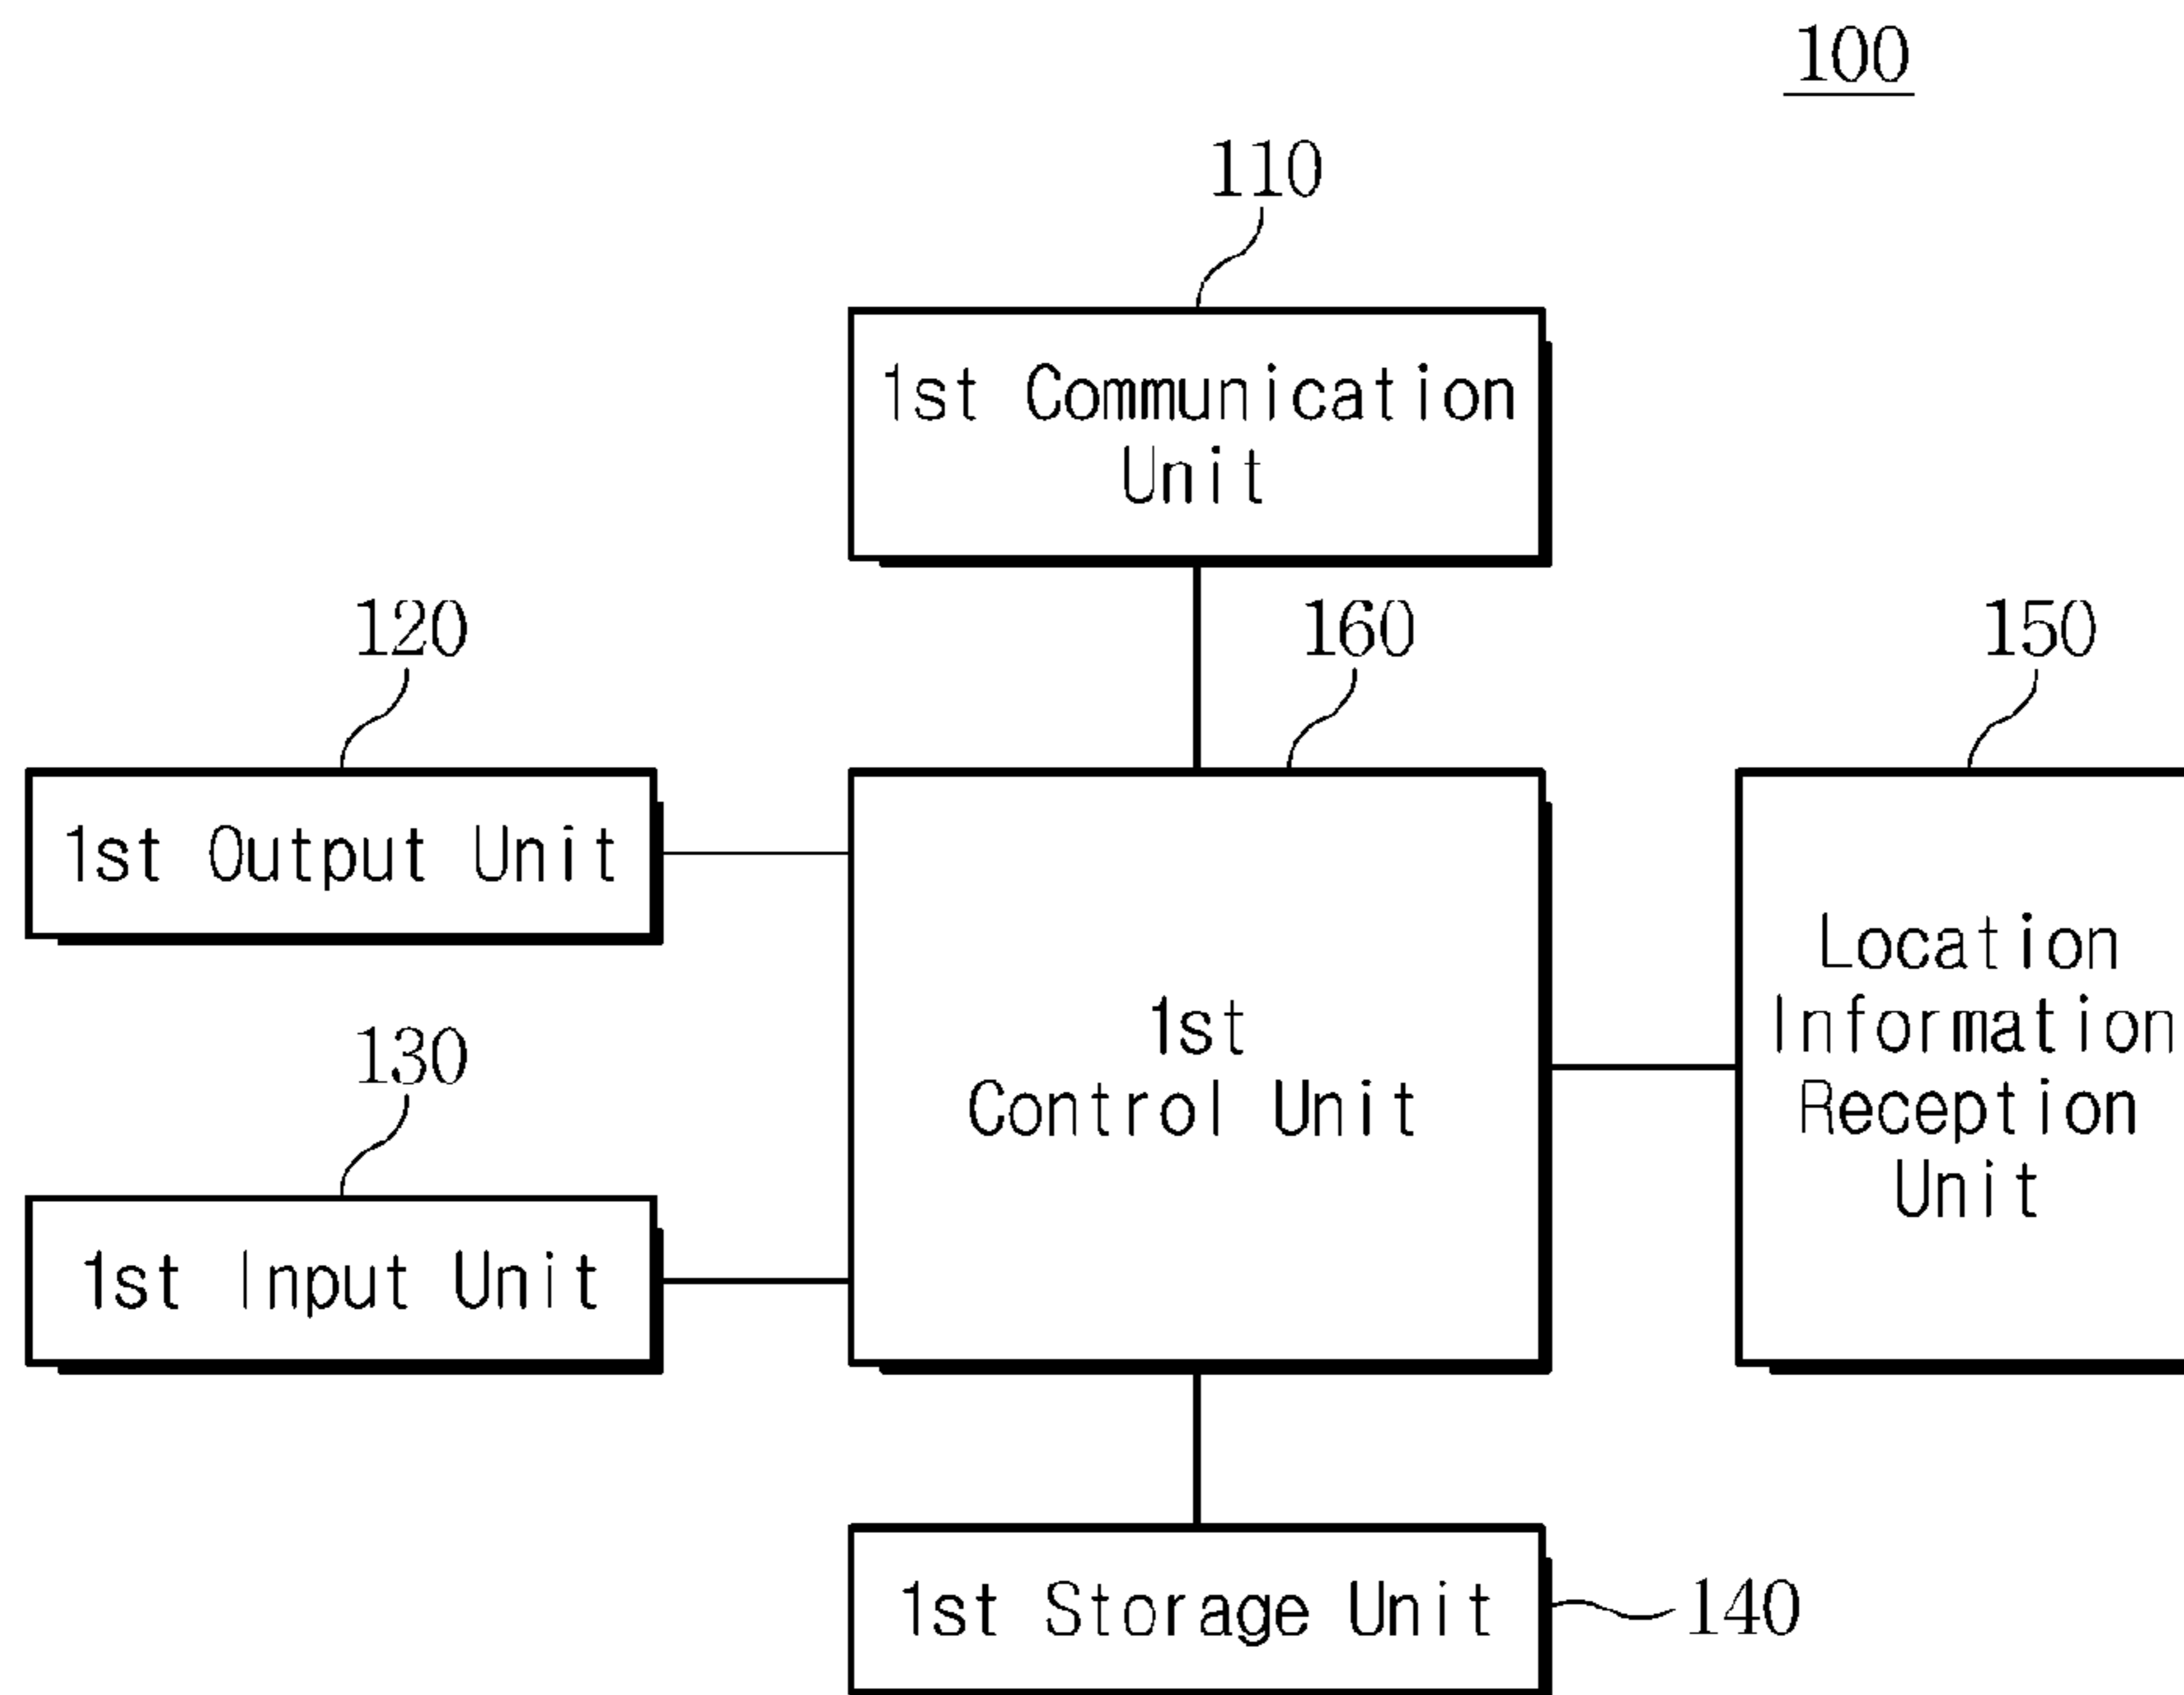 100
110
1st Communication
Unit
120
160
150
1st Output Unit
130
1st
Control Unit
Location
Information
Reception
Unit
1st Input Unit
1st Storage Unit
140